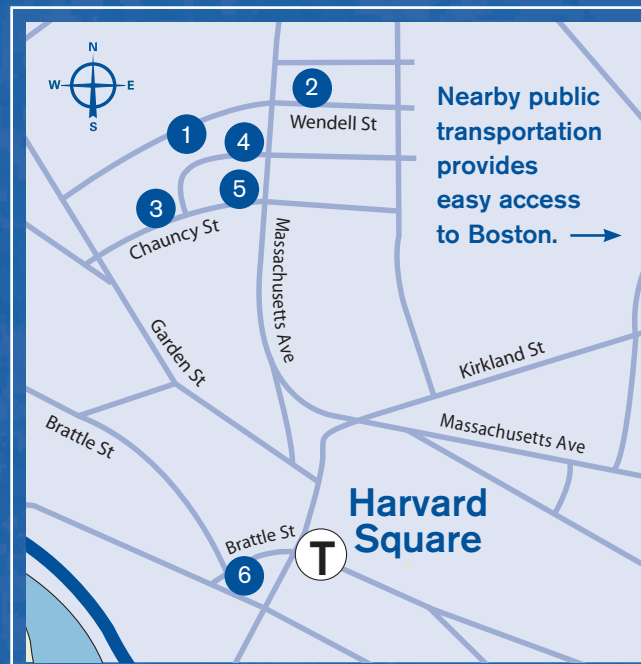 N
W
E
S
2
Wendell St
1
4
5
3
Chauncy St
Nearby public
transportation
provides
easy access
to Boston.
Massachusetts Ave
Garden St
Kirkland St
Massachusetts Ave
Brattle St
Harvard
Square
Brattle St
T
6